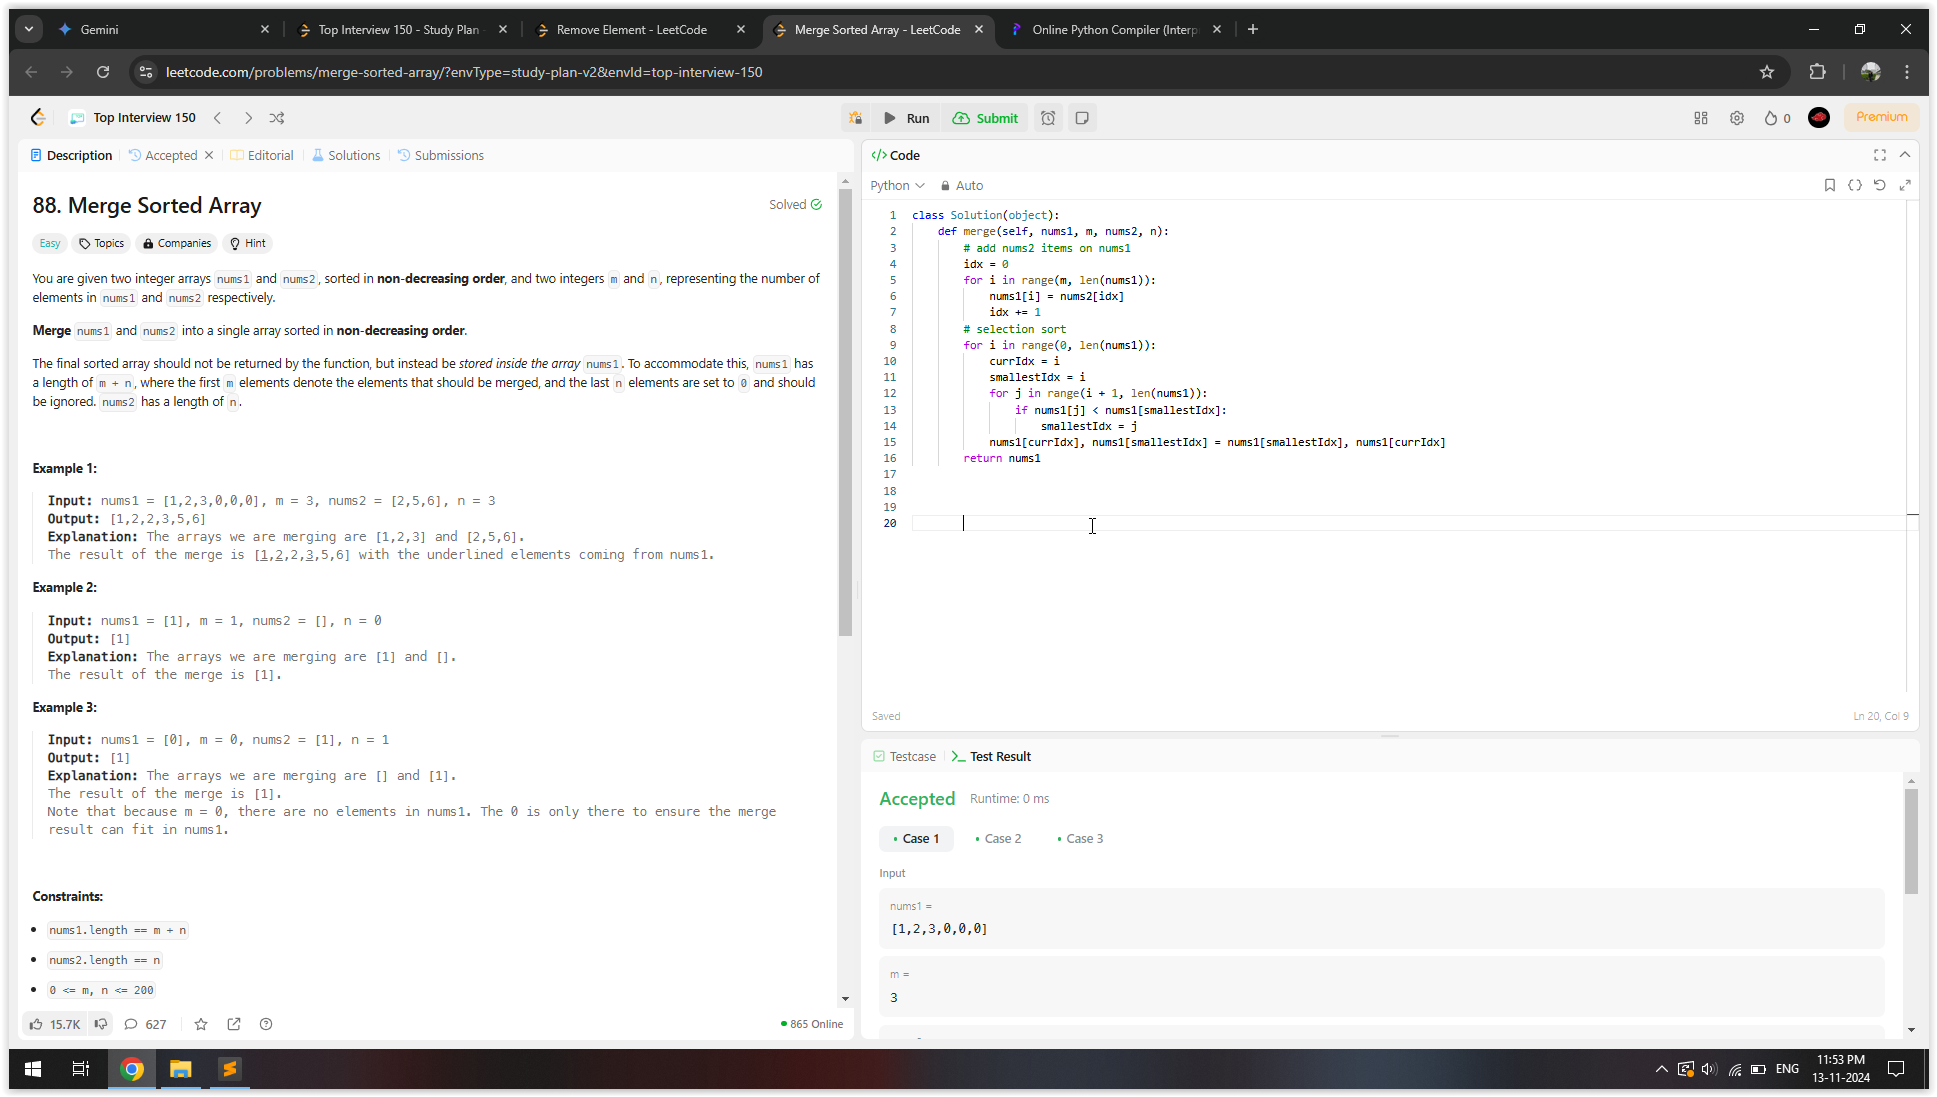 Gemini
Top Interview 150 - Study Plan
Remove Element - LeetCode
Merge Sorted Array - LeetCode
Online Python Compiler (Interp
leetcode.com/problems/merge-sorted-array/?envType=study-plan-v2&envId=top-interview-150
Top Interview 150
Run
Submit
0
Premium
Description
Accepted
Editorial
Solutions
Submissions
88. Merge Sorted Array
Solved
Easy
Topics
Companies
Hint
You are given two integer arrays nums1 and nums2, sorted in non-decreasing order, and two integers m and n, representing the number of
elements in nums1 and nums2 respectively.
Merge nums1 and nums2 into a single array sorted in non-decreasing order.
The final sorted array should not be returned by the function, but instead be stored inside the array nums1. To accommodate this, nums1 has
a length of m + n, where the first m elements denote the elements that should be merged, and the last n elements are set to 0 and should
be ignored. nums2 has a length of n.
Example 1:
Input: nums1 = [1,2,3,0,0,0], m = 3, nums2 = [2,5,6], n = 3
Output: [1,2,2,3,5,6]
Explanation: The arrays we are merging are [1,2,3] and [2,5,6].
The result of the merge is [1,2,2,3,5,6] with the underlined elements coming from nums1.
Example 2:
Input: nums1 = [1], m = 1, nums2 = [], n = 0
Output: [1]
Explanation: The arrays we are merging are [1] and [].
The result of the merge is [1].
Example 3:
Input: nums1 = [0], m = 0, nums2 = [1], n = 1
Output: [1]
Explanation: The arrays we are merging are [] and [1].
The result of the merge is [1].
Note that because m = 0, there are no elements in nums1. The 0 is only there to ensure the merge
result can fit in nums1.
Constraints:
nums1.length == m + n
nums2.length == n
0 <= m, n <= 200
15.7K
627
865 Online
</> Code
Python
Auto
1 class Solution(object):
2 def merge(self, nums1, m, nums2, n):
3 # add nums2 items on nums1
4 idx = 0
5 for i in range(m, len(nums1)):
6 nums1[i] = nums2[idx]
7 idx += 1
8 # selection sort
9 for i in range(0, len(nums1)):
10 currIdx = i
11 smallestIdx = i
12 for j in range(i + 1, len(nums1)):
13 if nums1[j] < nums1[smallestIdx]:
14 smallestIdx = j
15 nums1[currIdx], nums1[smallestIdx] = nums1[smallestIdx], nums1[currIdx]
16 return nums1
17
18
19
20
Saved
Ln 20, Col 9
Testcase
Test Result
Accepted
Runtime: 0 ms
Case 1
Case 2
Case 3
Input
nums1 =
[1,2,3,0,0,0]
m =
3
ENG
11:53 PM
13-11-2024